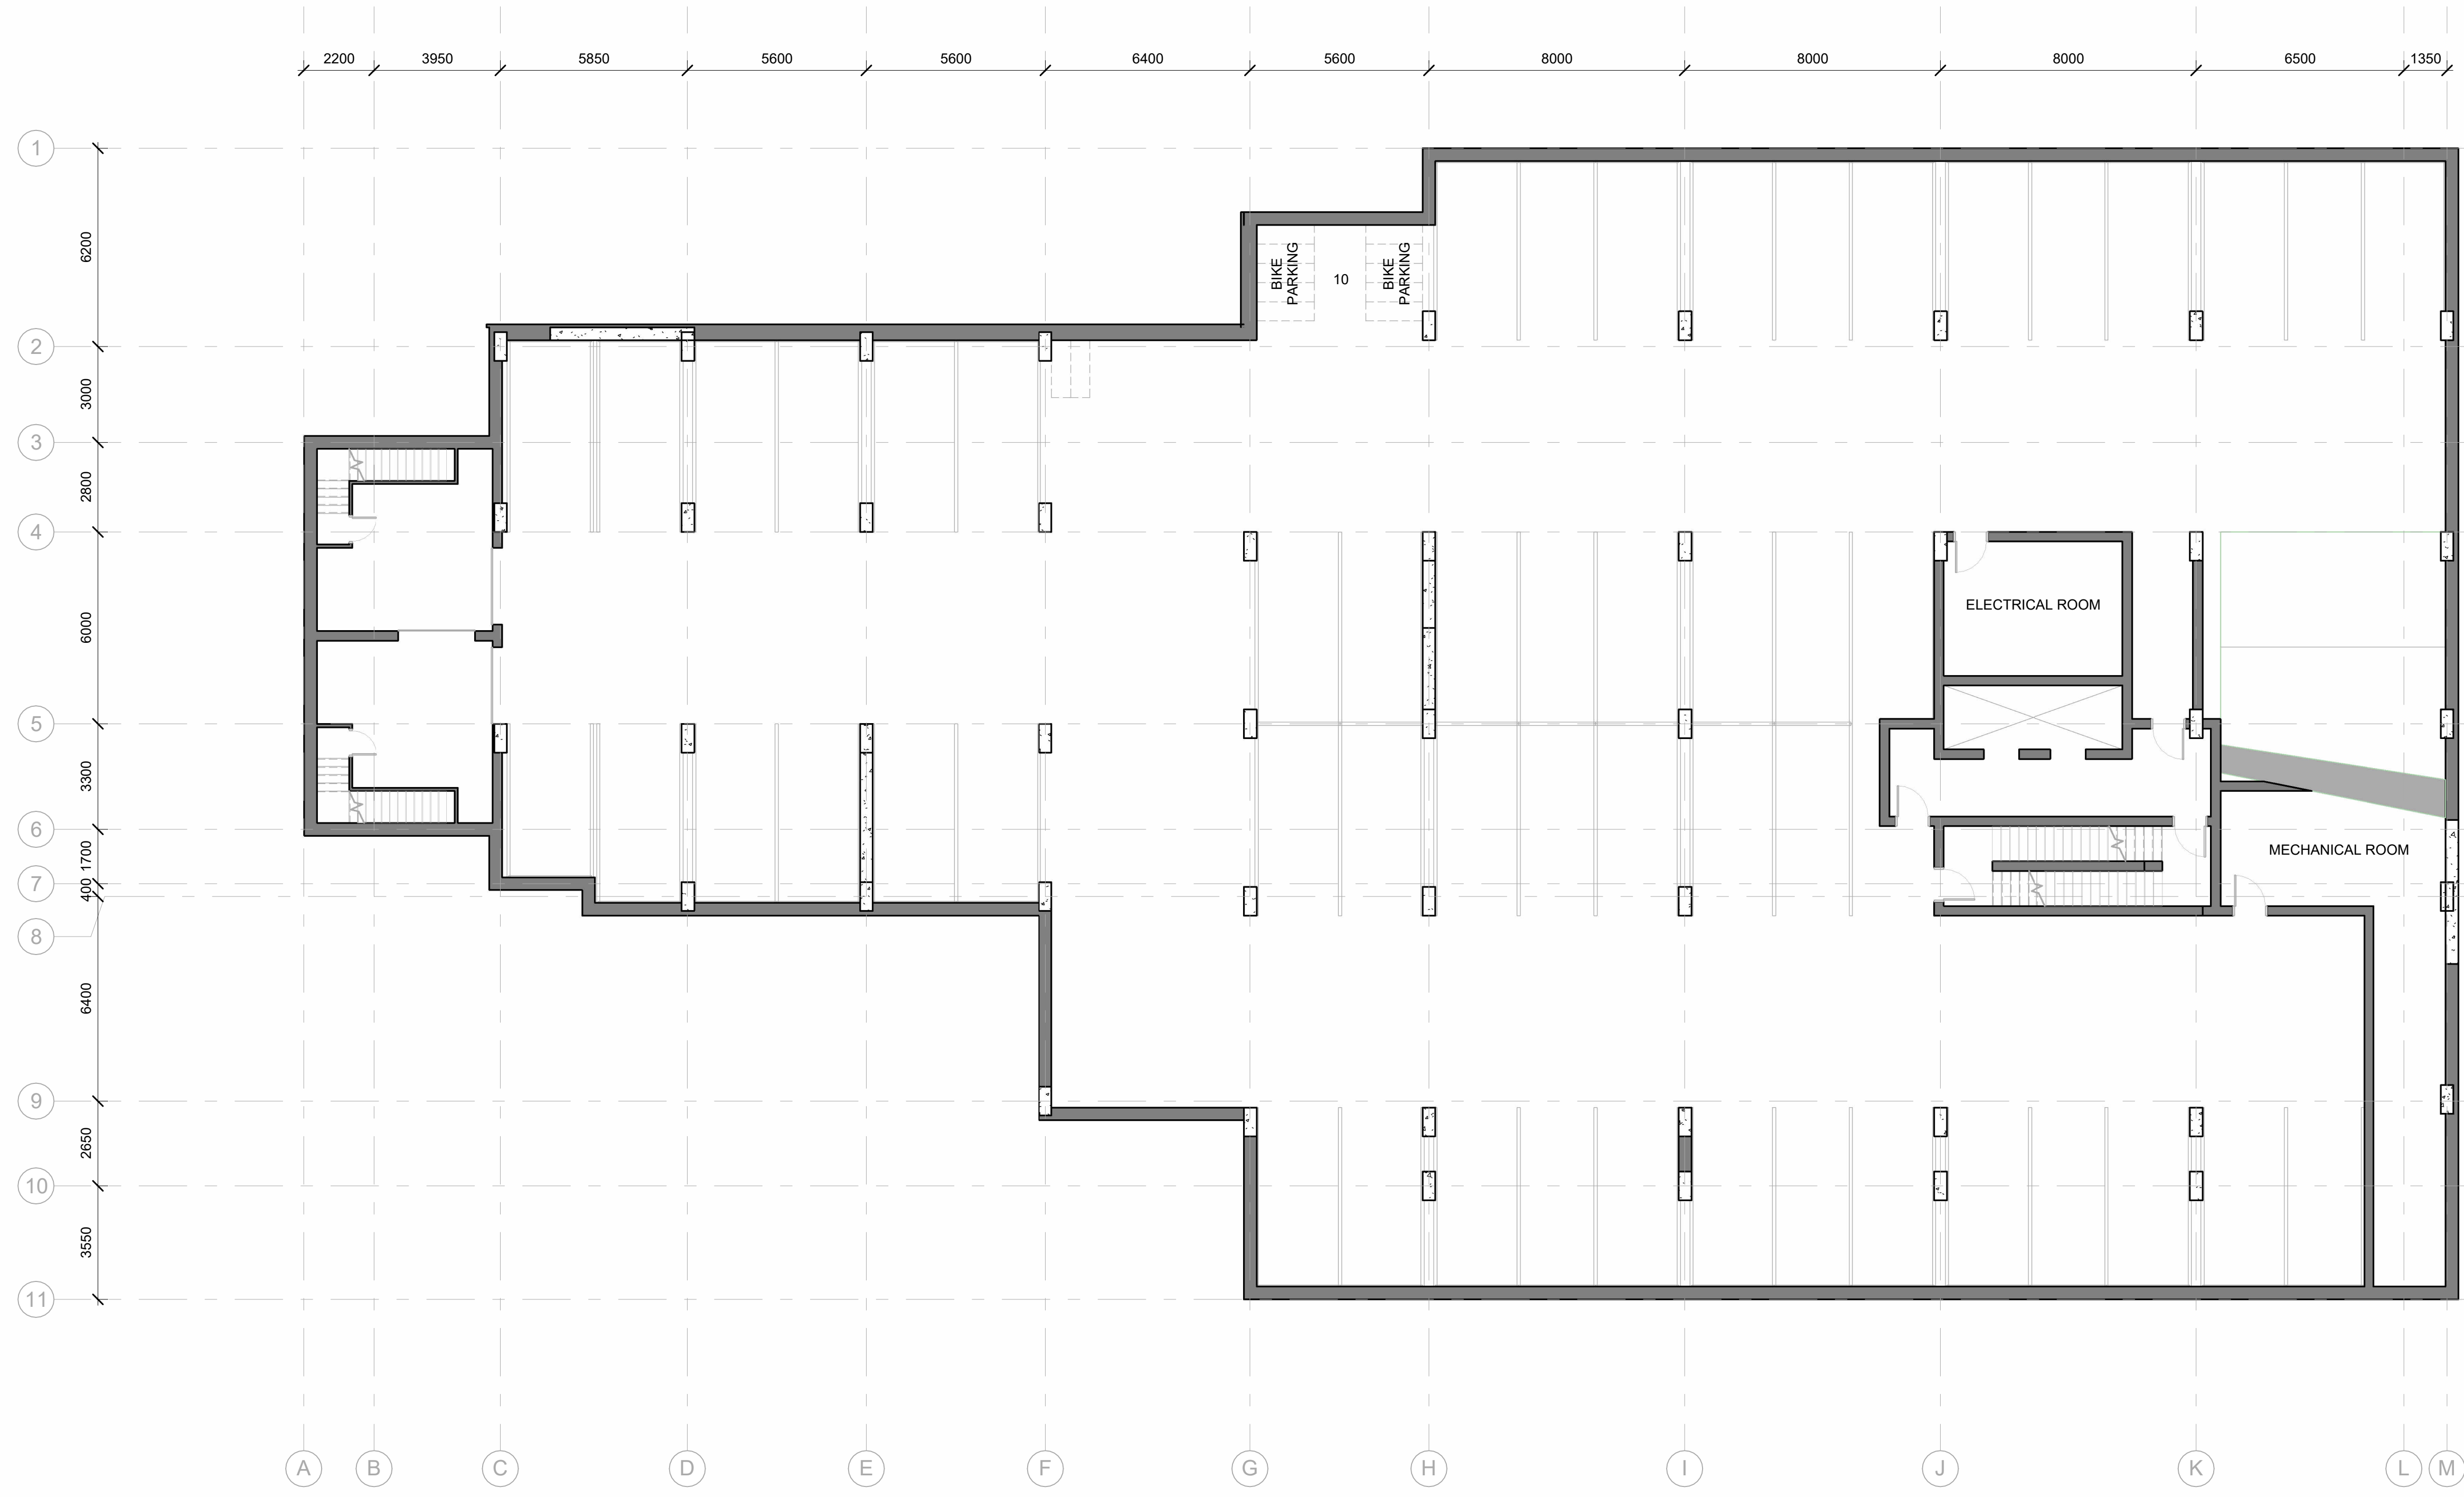 2200 3950 5850 5600 5600 6400 5600 8000 8000 8000 6500 1350
1
6200
2
3000
3
2800
4
6000
5
3300
6
1700
7
400
8
6400
9
2650
10
3550
11
BIKE
PARKING
10
BIKE
PARKING
ELECTRICAL ROOM
MECHANICAL ROOM
A B C D E F G H I J K L M